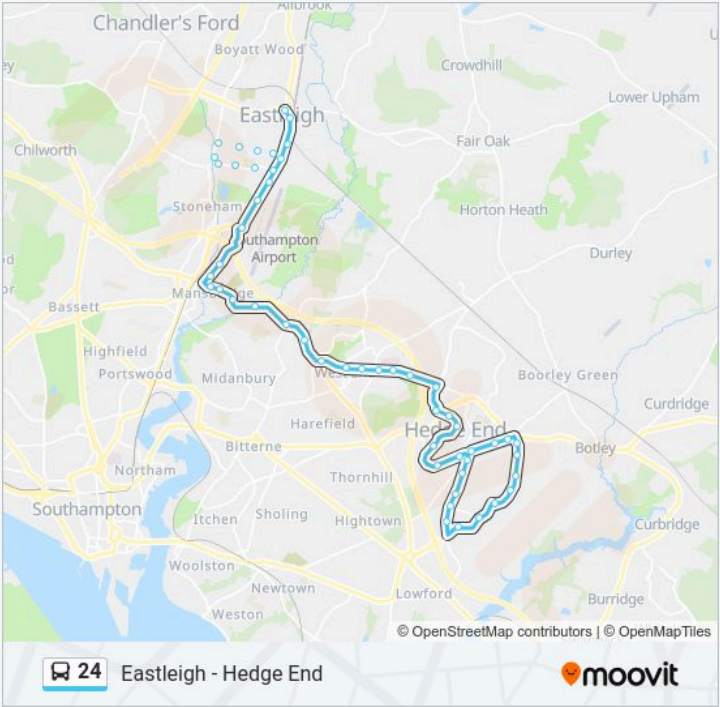 Allbrook
Chandler's Ford
Boyatt Wood
Crowdhill
Lower Upham
Eastleigh
Fair Oak
Chilworth
Stoneham
Horton Heath
Southampton
Airport
Durley
Mansbridge
Bassett
Highfield
Portswood
Midanbury
West End
Boorley Green
Curdridge
Harefield
Hedge End
Bitterne
Botley
Northam
Thornhill
Southampton
Itchen
Sholing
Hightown
Curbridge
Woolston
Newtown
Lowford
Burridge
Weston
© OpenStreetMap contributors | © OpenMapTiles
24
Eastleigh - Hedge End
moovit